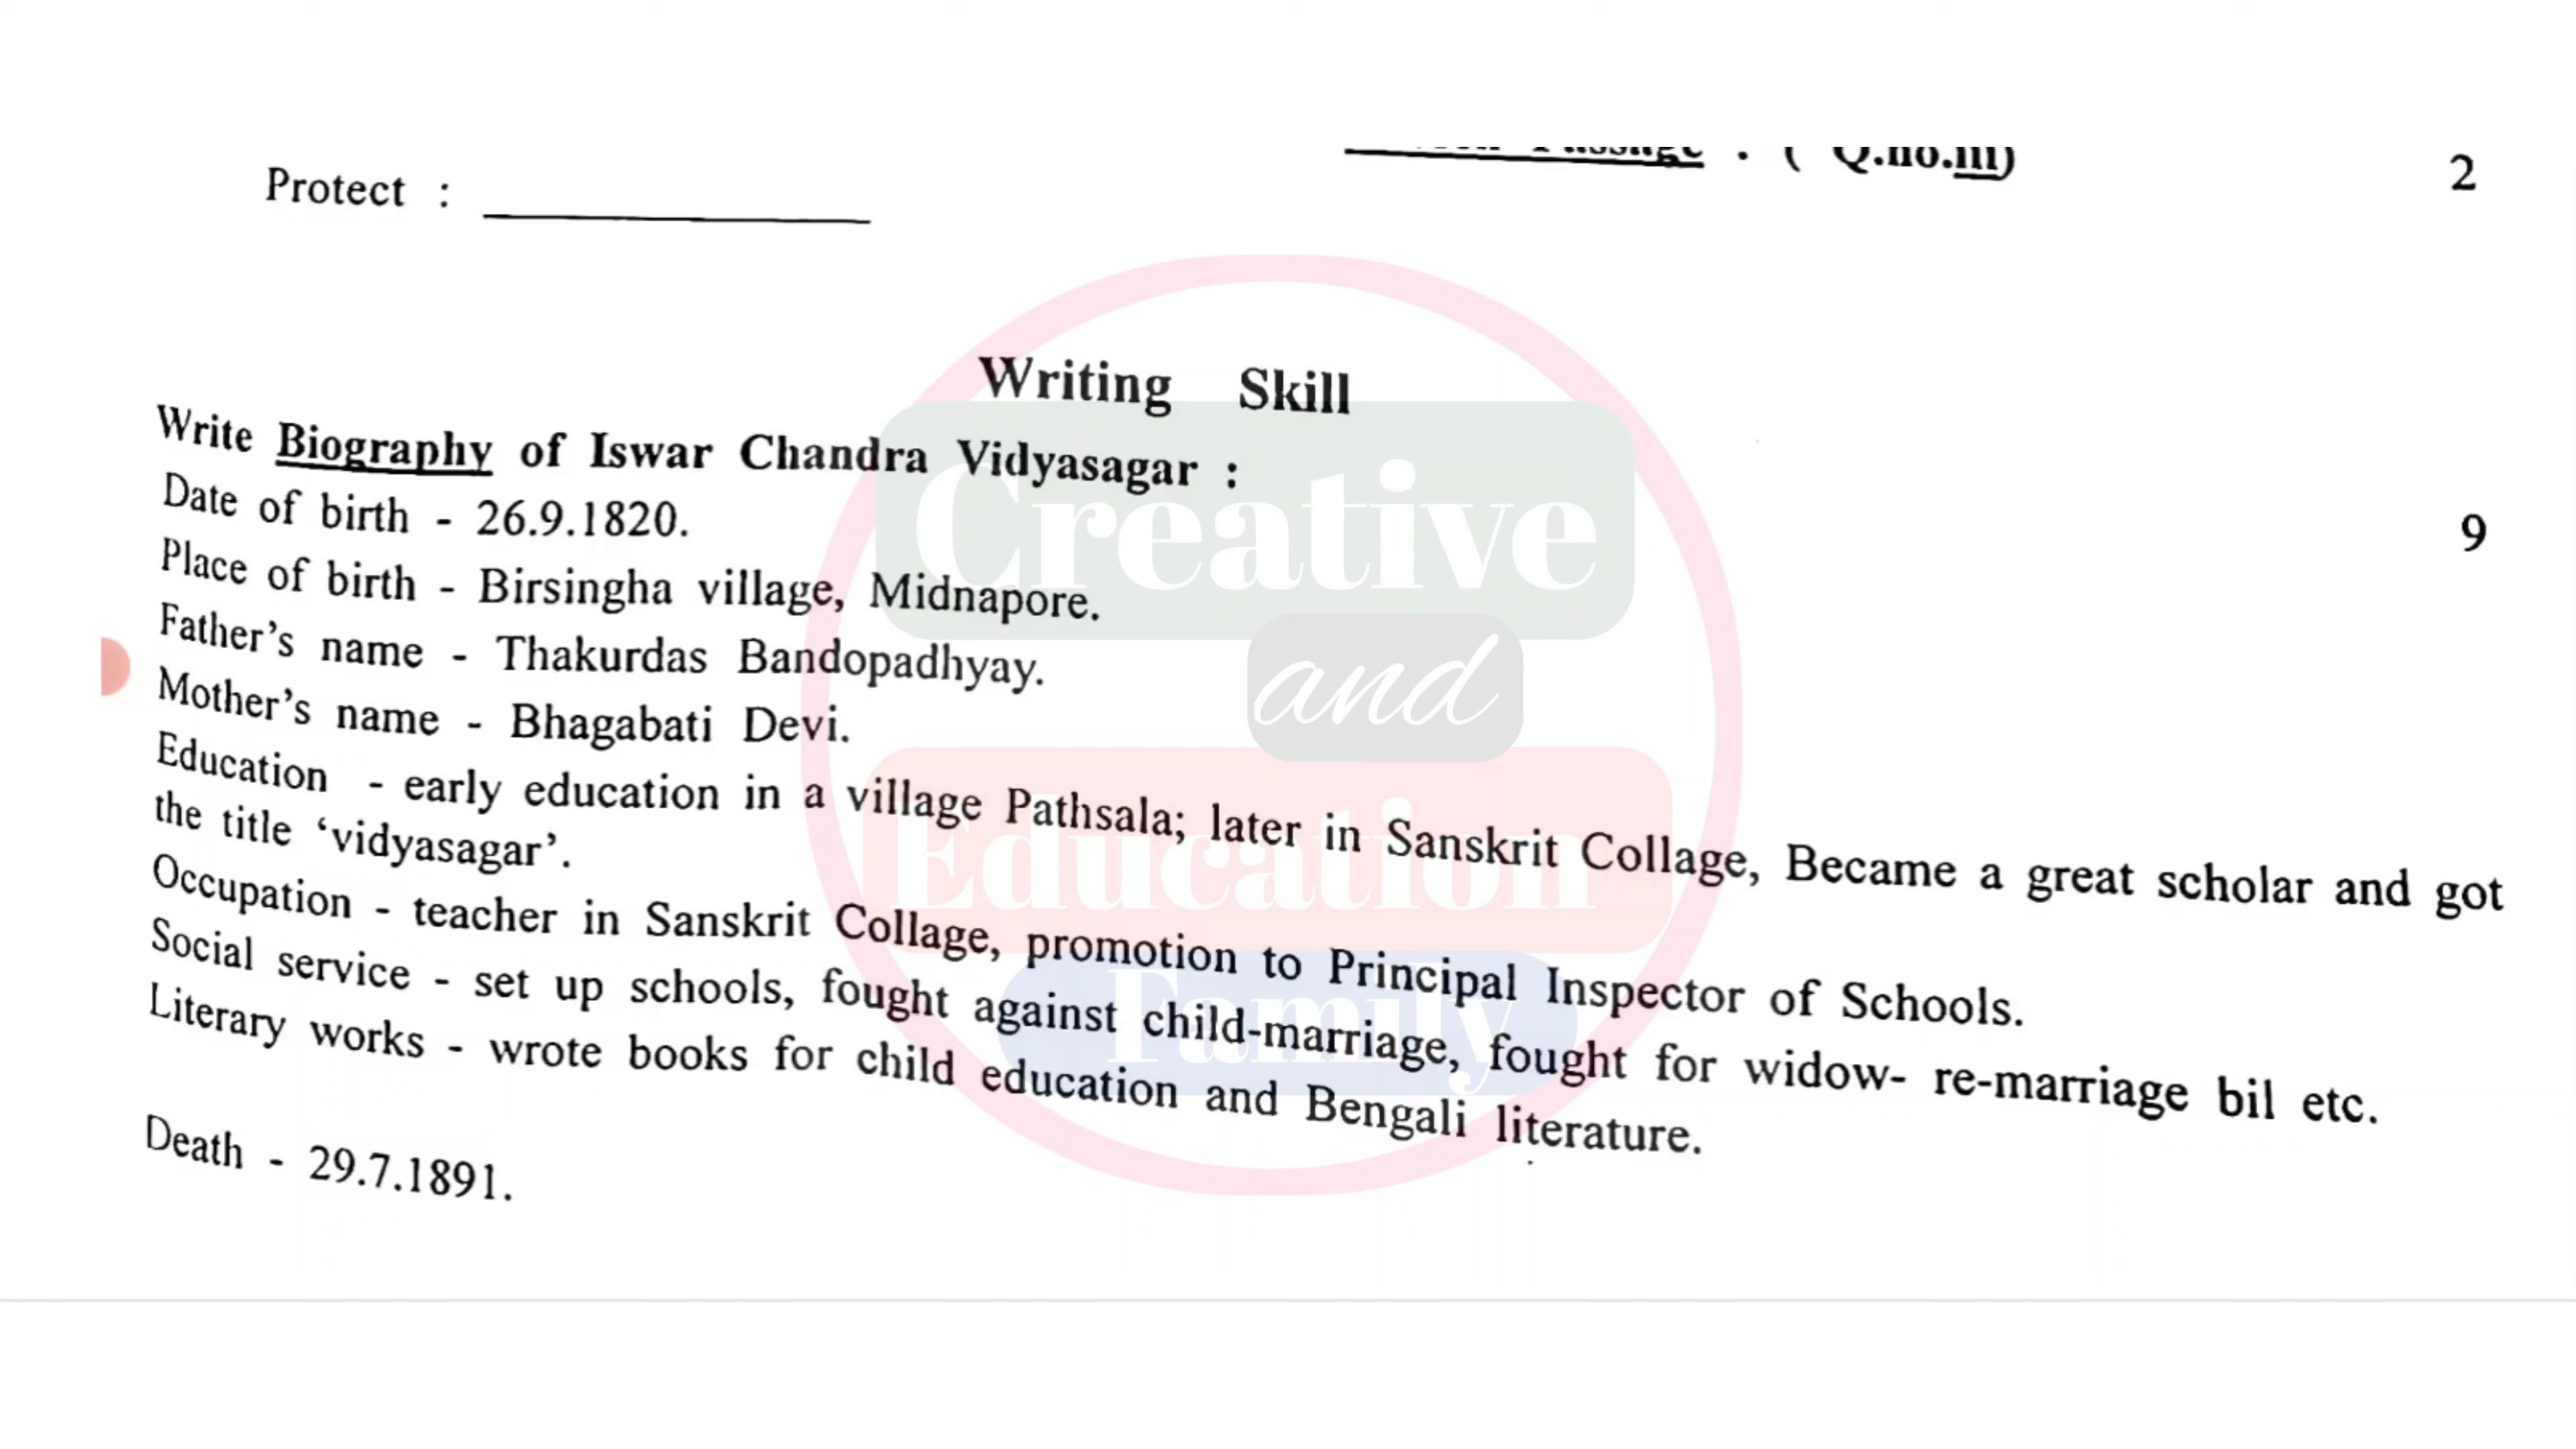 Passage : ( Q.no.iii)
Protect : 2
Writing Skill
Write Biography of Iswar Chandra Vidyasagar :
9
Date of birth - 26.9.1820.
Place of birth - Birsingha village, Midnapore.
Father's name - Thakurdas Bandopadhyay.
Mother's name - Bhagabati Devi.
Education - early education in a village Pathsala; later in Sanskrit Collage, Became a great scholar and got
the title 'vidyasagar'.
Occupation - teacher in Sanskrit Collage, promotion to Principal Inspector of Schools.
Social service - set up schools, fought against child-marriage, fought for widow- re-marriage bil etc.
Literary works - wrote books for child education and Bengali literature.
Death - 29.7.1891.
Creative
and
Education
Family